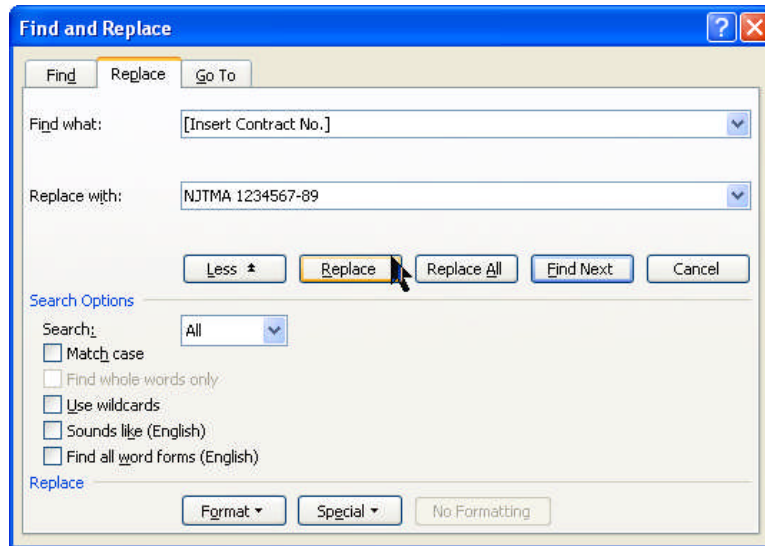 Find and Replace
Find Replace Go To
Find what: [Insert Contract No.]
Replace with: NJTMA 1234567-89
Less Replace Replace All Find Next Cancel
Search Options
Search: All
Match case
Find whole words only
Use wildcards
Sounds like (English)
Find all word forms (English)
Replace
Format Special No Formatting